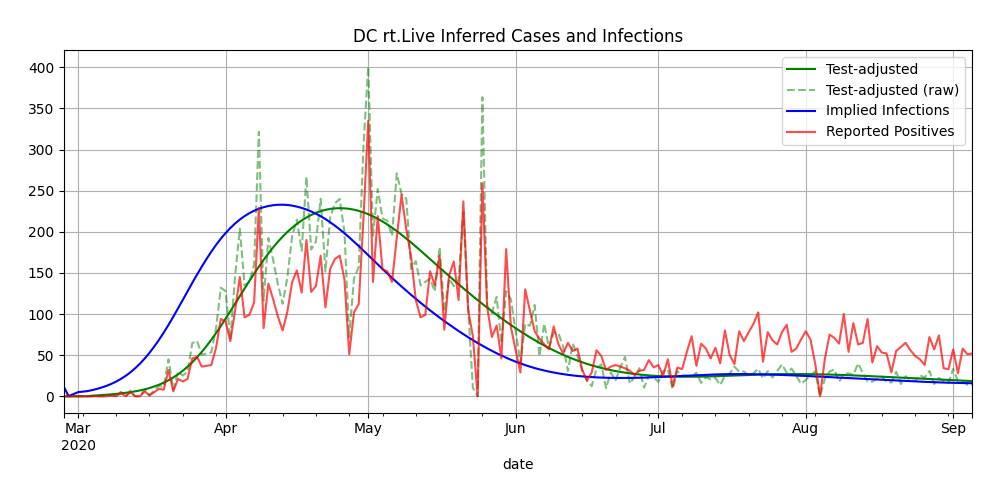 DC rt.Live Inferred Cases and Infections
400
350
300
250
200
150
100
50
0
Test-adjusted
Test-adjusted (raw)
Implied Infections
Reported Positives
Mar
2020
Apr
May
Jun
Jul
Aug
Sep
date